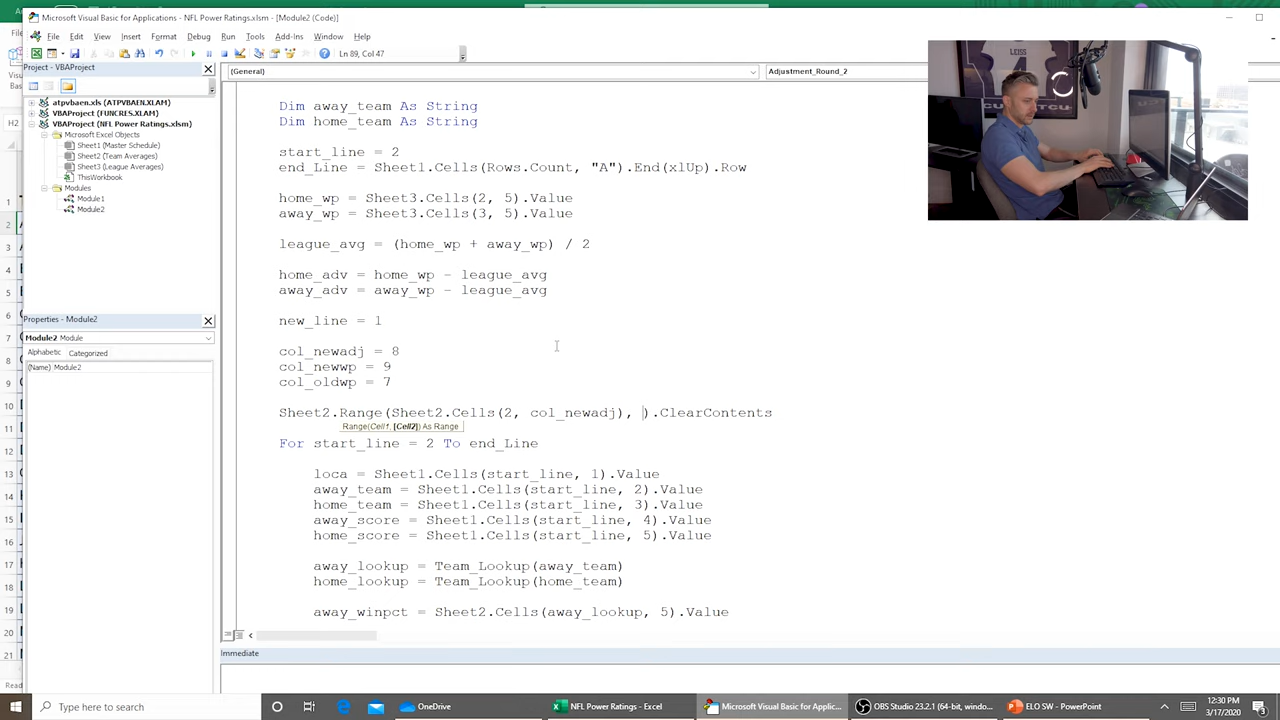 Microsoft Visual Basic for Applications - NFL Power Ratings.xlsm - [Module2 (Code)]
File Edit View Insert Format Debug Run Tools Add-Ins Window Help
Ln 89, Col 47
Project - VBAProject
(General)
Adjustment_Round_2
atpvbaen.xls (ATPVBAEN.XLAM)
VBAProject (FUNCRES.XLAM)
VBAProject (NFL Power Ratings.xlsm)
Microsoft Excel Objects
Sheet1 (Master Schedule)
Sheet2 (Team Averages)
Sheet3 (League Averages)
ThisWorkbook
Modules
Module1
Module2
Properties - Module2
Module2 Module
Alphabetic Categorized
(Name) Module2
Dim away_team As String
Dim home_team As String
start_line = 2
end_Line = Sheet1.Cells(Rows.Count, "A").End(xlUp).Row
home_wp = Sheet3.Cells(2, 5).Value
away_wp = Sheet3.Cells(3, 5).Value
league_avg = (home_wp + away_wp) / 2
home_adv = home_wp - league_avg
away_adv = away_wp - league_avg
new_line = 1
col_newadj = 8
col_newwp = 9
col_oldwp = 7
Sheet2.Range(Sheet2.Cells(2, col_newadj), ).ClearContents
Range(Cell1, [Cell2]) As Range
For start_line = 2 To end_Line
loca = Sheet1.Cells(start_line, 1).Value
away_team = Sheet1.Cells(start_line, 2).Value
home_team = Sheet1.Cells(start_line, 3).Value
away_score = Sheet1.Cells(start_line, 4).Value
home_score = Sheet1.Cells(start_line, 5).Value
away_lookup = Team_Lookup(away_team)
home_lookup = Team_Lookup(home_team)
away_winpct = Sheet2.Cells(away_lookup, 5).Value
Immediate
LEISS
4
Type here to search
OneDrive
NFL Power Ratings - Excel
Microsoft Visual Basic for Applic...
OBS Studio 23.2.1 (64-bit, windo...
ELO SW - PowerPoint
12:30 PM
3/17/2020